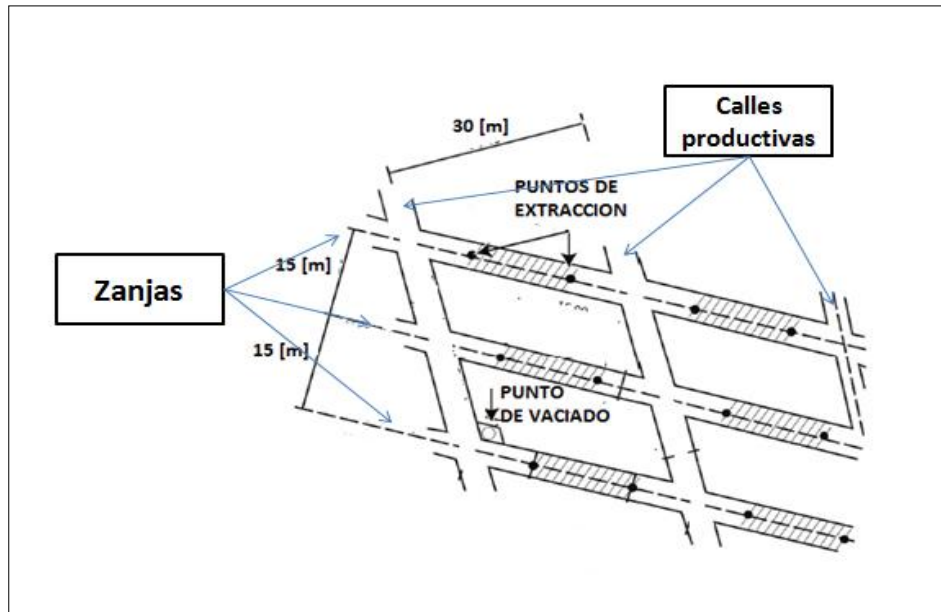 Calles
productivas
30 [m]
PUNTOS DE
EXTRACCION
15 [m]
Zanjas
15 [m]
PUNTO
DE VACIADO